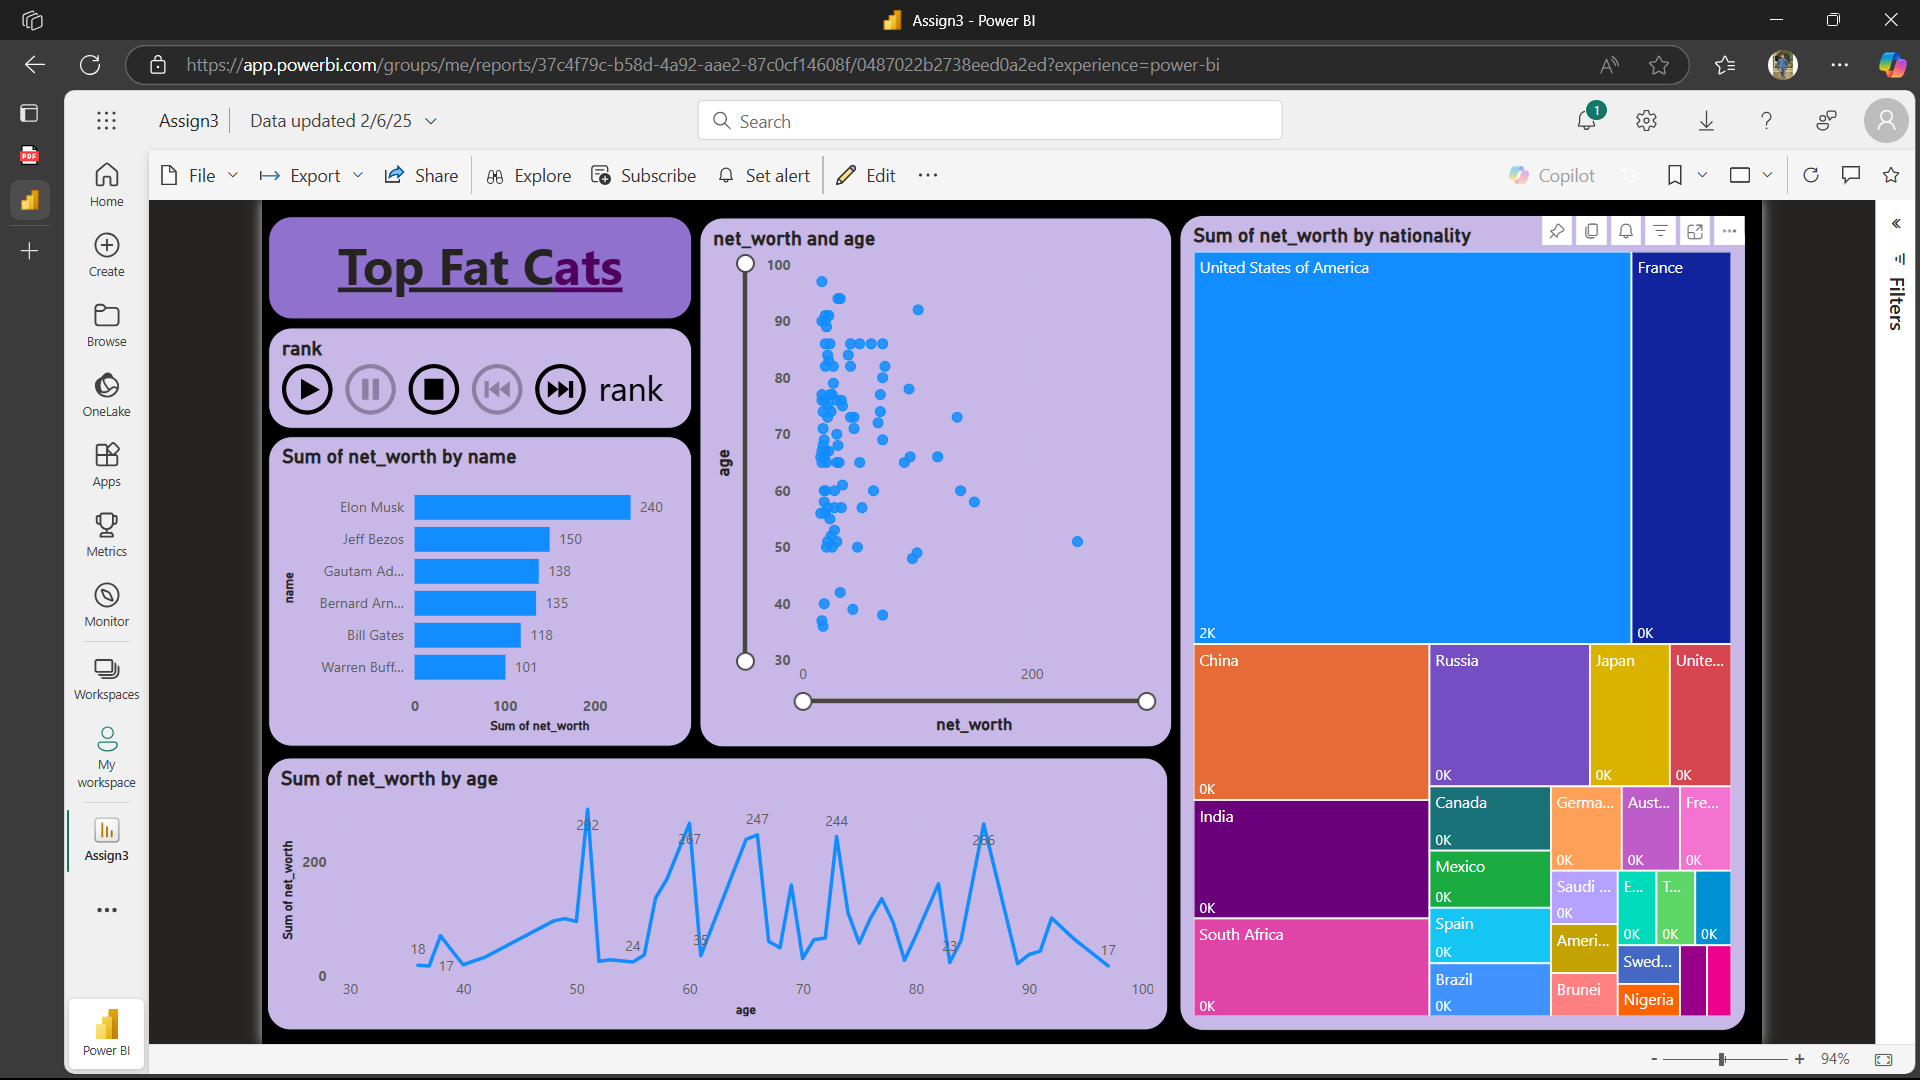 Assign3 - Power BI
https://app.powerbi.com/groups/me/reports/37c4f79c-b58d-4a92-aae2-87c0cf14608f/0487022b2738eed0a2ed?experience=power-bi
PDF
Assign3
Data updated 2/6/25
Search
1
File
Export
Share
Explore
Subscribe
Set alert
Edit
Copilot
Home
Create
Browse
OneLake
Apps
Metrics
Monitor
Workspaces
My
workspace
Assign3
Power BI
Top Fat Cats
rank
rank
Sum of net_worth by name
name
Elon Musk 240
Jeff Bezos 150
Gautam Ad... 138
Bernard Arn... 135
Bill Gates 118
Warren Buff... 101
0 100 200
Sum of net_worth
net_worth and age
age
100
90
80
70
60
50
40
30
0 200
net_worth
Sum of net_worth by age
Sum of net_worth
200
0
18
17
292
24
267
35
247
244
23
266
17
30 40 50 60 70 80 90 100
age
Sum of net_worth by nationality
United States of America
2K
France
0K
China
0K
India
0K
South Africa
0K
Russia
0K
Japan
0K
Unite...
0K
Canada
0K
Mexico
0K
Spain
0K
Brazil
0K
Germa...
0K
Aust...
0K
Fre...
0K
Saudi ...
0K
E...
0K
T...
0K
0K
Ameri...
Brunei
Swed...
Nigeria
Filters
94%